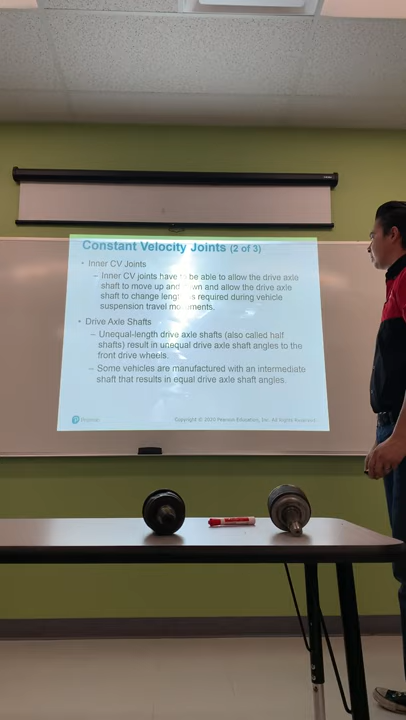 Constant Velocity Joints (2 of 3)
• Inner CV Joints
– Inner CV joints have to be able to allow the drive axle
shaft to move up and down and allow the drive axle
shaft to change length as required during vehicle
suspension travel movements.
• Drive Axle Shafts
– Unequal-length drive axle shafts (also called half
shafts) result in unequal drive axle shaft angles to the
front drive wheels.
– Some vehicles are manufactured with an intermediate
shaft that results in equal drive axle shaft angles.
Pearson
Copyright © 2020 Pearson Education, Inc. All Rights Reserved